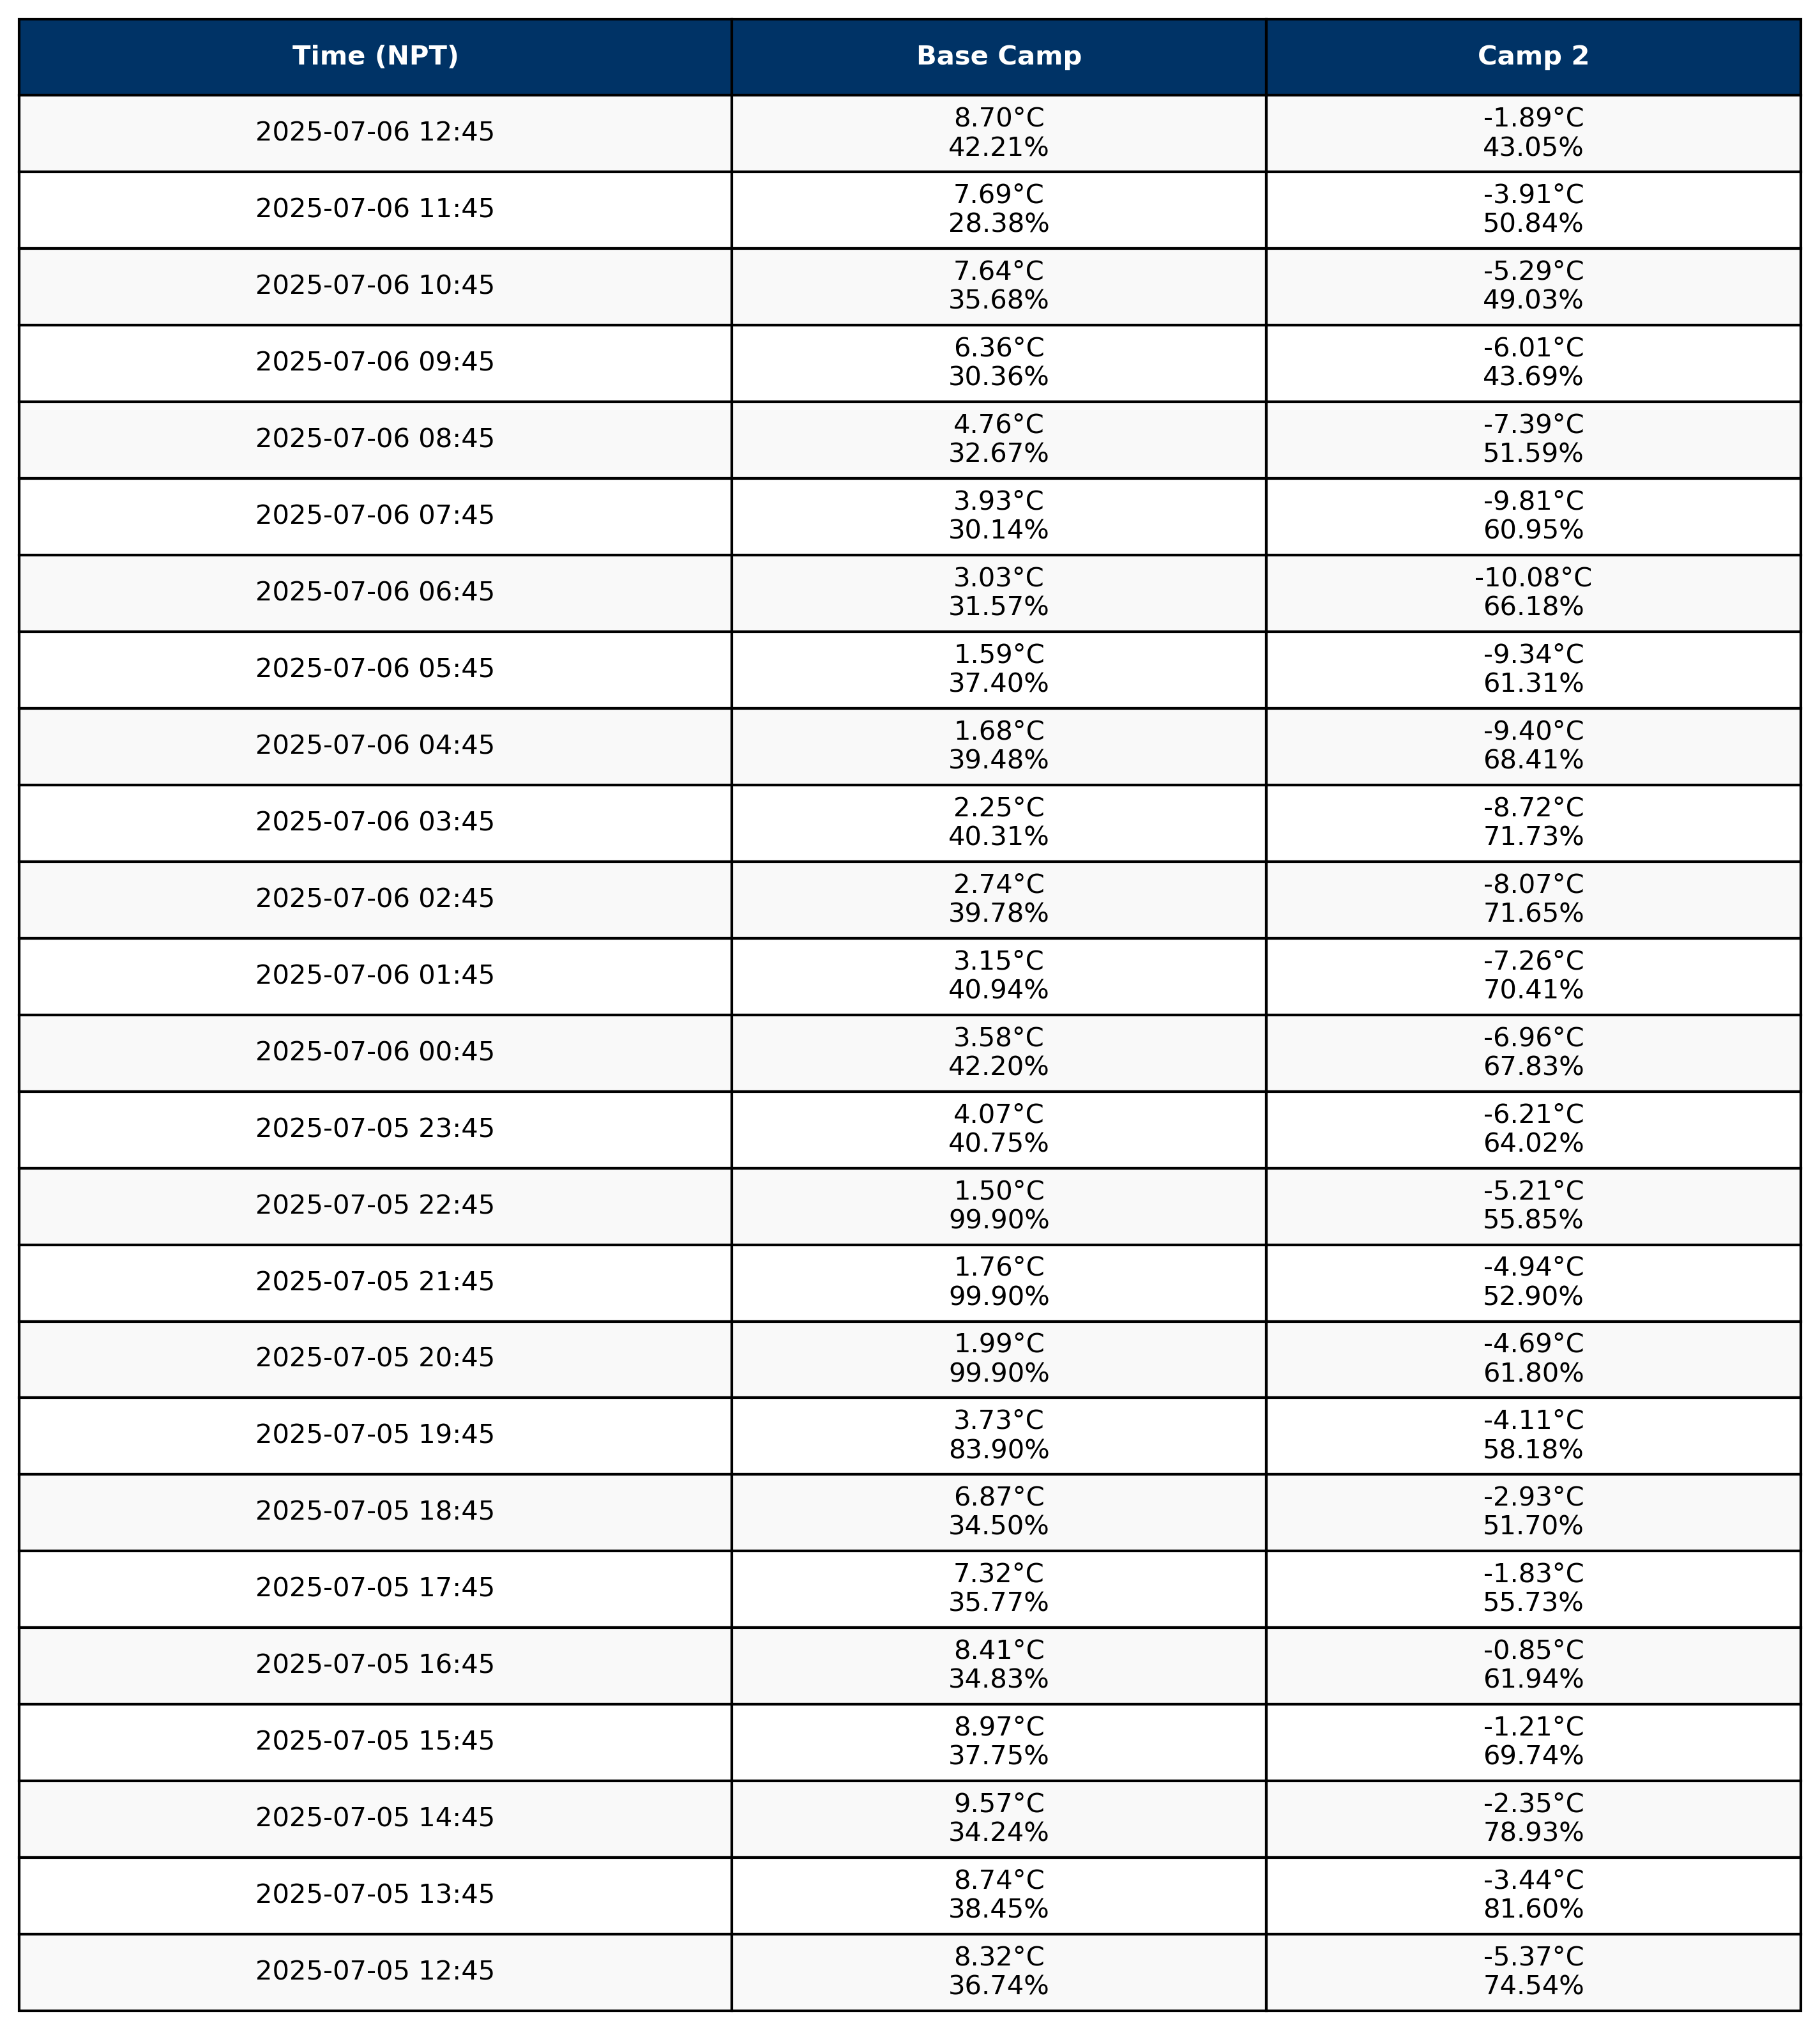 Time (NPT) Base Camp Camp 2
2025-07-06 12:45
8.70°C
42.21%
-1.89°C
43.05%
2025-07-06 11:45
7.69°C
28.38%
-3.91°C
50.84%
2025-07-06 10:45
7.64°C
35.68%
-5.29°C
49.03%
2025-07-06 09:45
6.36°C
30.36%
-6.01°C
43.69%
2025-07-06 08:45
4.76°C
32.67%
-7.39°C
51.59%
2025-07-06 07:45
3.93°C
30.14%
-9.81°C
60.95%
2025-07-06 06:45
3.03°C
31.57%
-10.08°C
66.18%
2025-07-06 05:45
1.59°C
37.40%
-9.34°C
61.31%
2025-07-06 04:45
1.68°C
39.48%
-9.40°C
68.41%
2025-07-06 03:45
2.25°C
40.31%
-8.72°C
71.73%
2025-07-06 02:45
2.74°C
39.78%
-8.07°C
71.65%
2025-07-06 01:45
3.15°C
40.94%
-7.26°C
70.41%
2025-07-06 00:45
3.58°C
42.20%
-6.96°C
67.83%
2025-07-05 23:45
4.07°C
40.75%
-6.21°C
64.02%
2025-07-05 22:45
1.50°C
99.90%
-5.21°C
55.85%
2025-07-05 21:45
1.76°C
99.90%
-4.94°C
52.90%
2025-07-05 20:45
1.99°C
99.90%
-4.69°C
61.80%
2025-07-05 19:45
3.73°C
83.90%
-4.11°C
58.18%
2025-07-05 18:45
6.87°C
34.50%
-2.93°C
51.70%
2025-07-05 17:45
7.32°C
35.77%
-1.83°C
55.73%
2025-07-05 16:45
8.41°C
34.83%
-0.85°C
61.94%
2025-07-05 15:45
8.97°C
37.75%
-1.21°C
69.74%
2025-07-05 14:45
9.57°C
34.24%
-2.35°C
78.93%
2025-07-05 13:45
8.74°C
38.45%
-3.44°C
81.60%
2025-07-05 12:45
8.32°C
36.74%
-5.37°C
74.54%